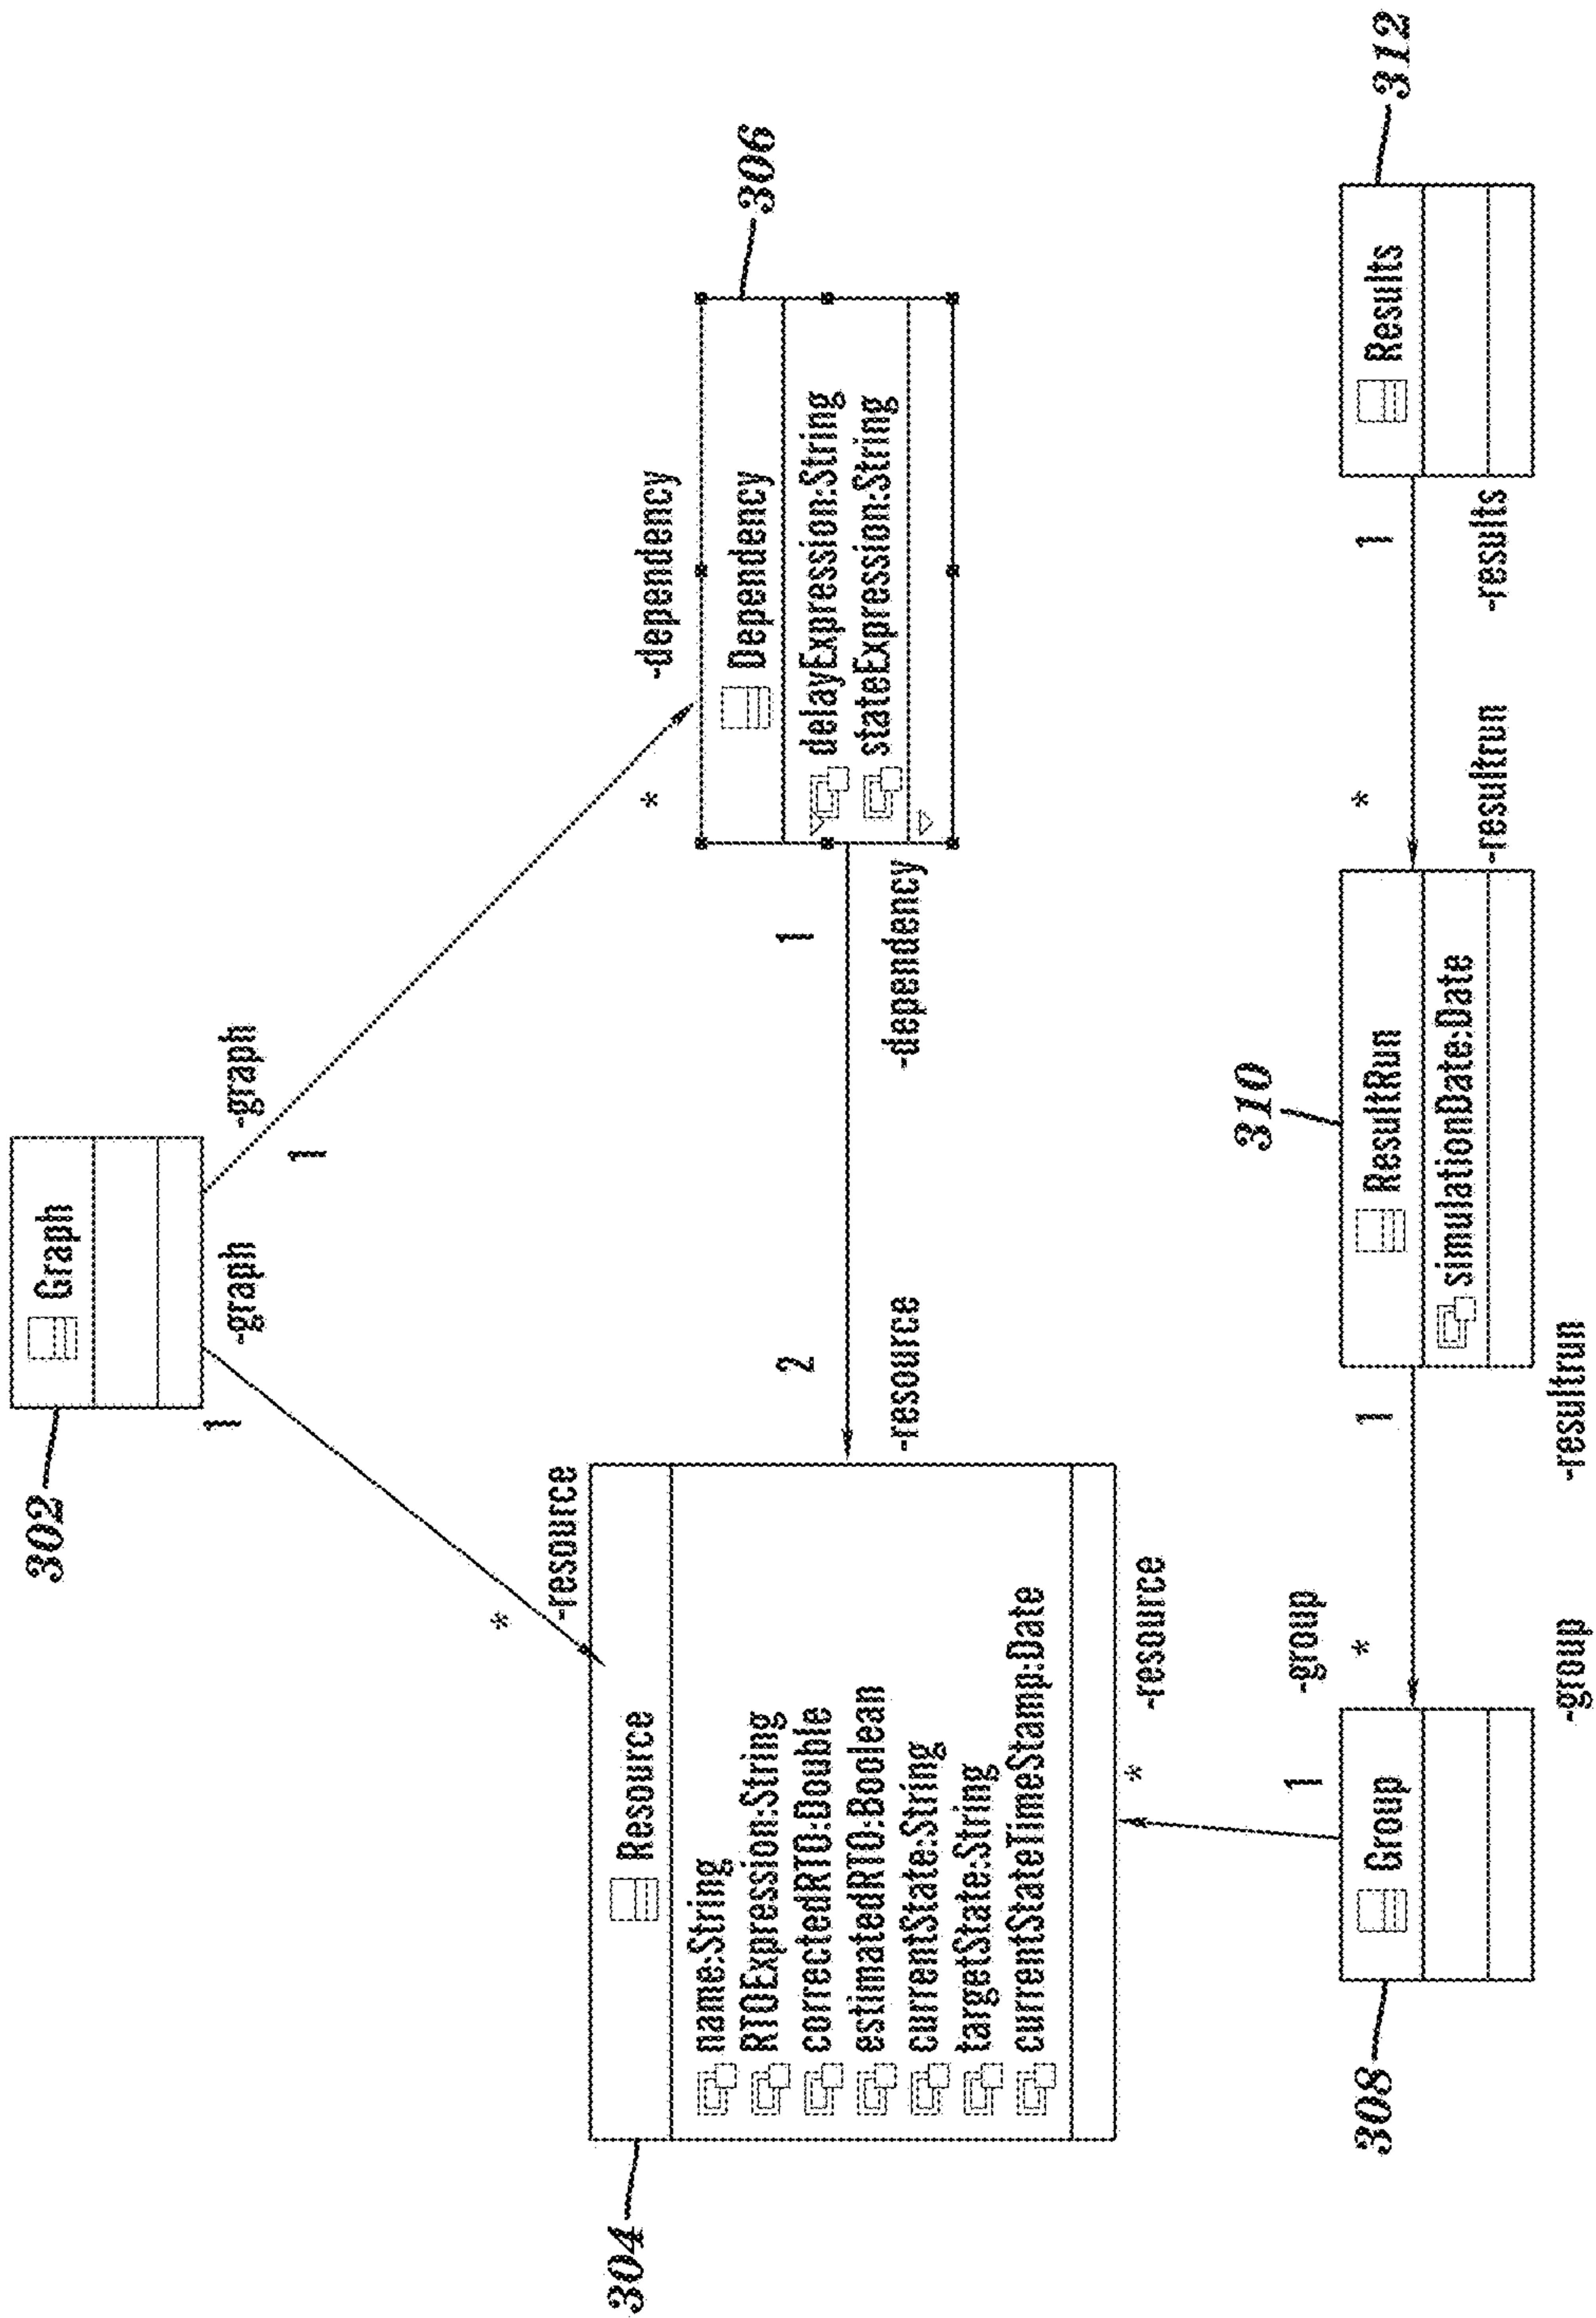 302
Graph
-graph
-graph
1
1
*
-resource
*
-dependency
304
Resource
name:String
RTOExpression:String
correctedRTO:Double
estimatedRTO:Boolean
currentState:String
targetState:String
currentStateTimeStamp:Date
2
-resource
1
-dependency
306
Dependency
delayExpression:String
stateExpression:String
*
-resource
1
-group
308
Group
*
-group
1
-resultrun
310
ResultRun
simulationDate:Date
*
-resultrun
1
-results
312
Results